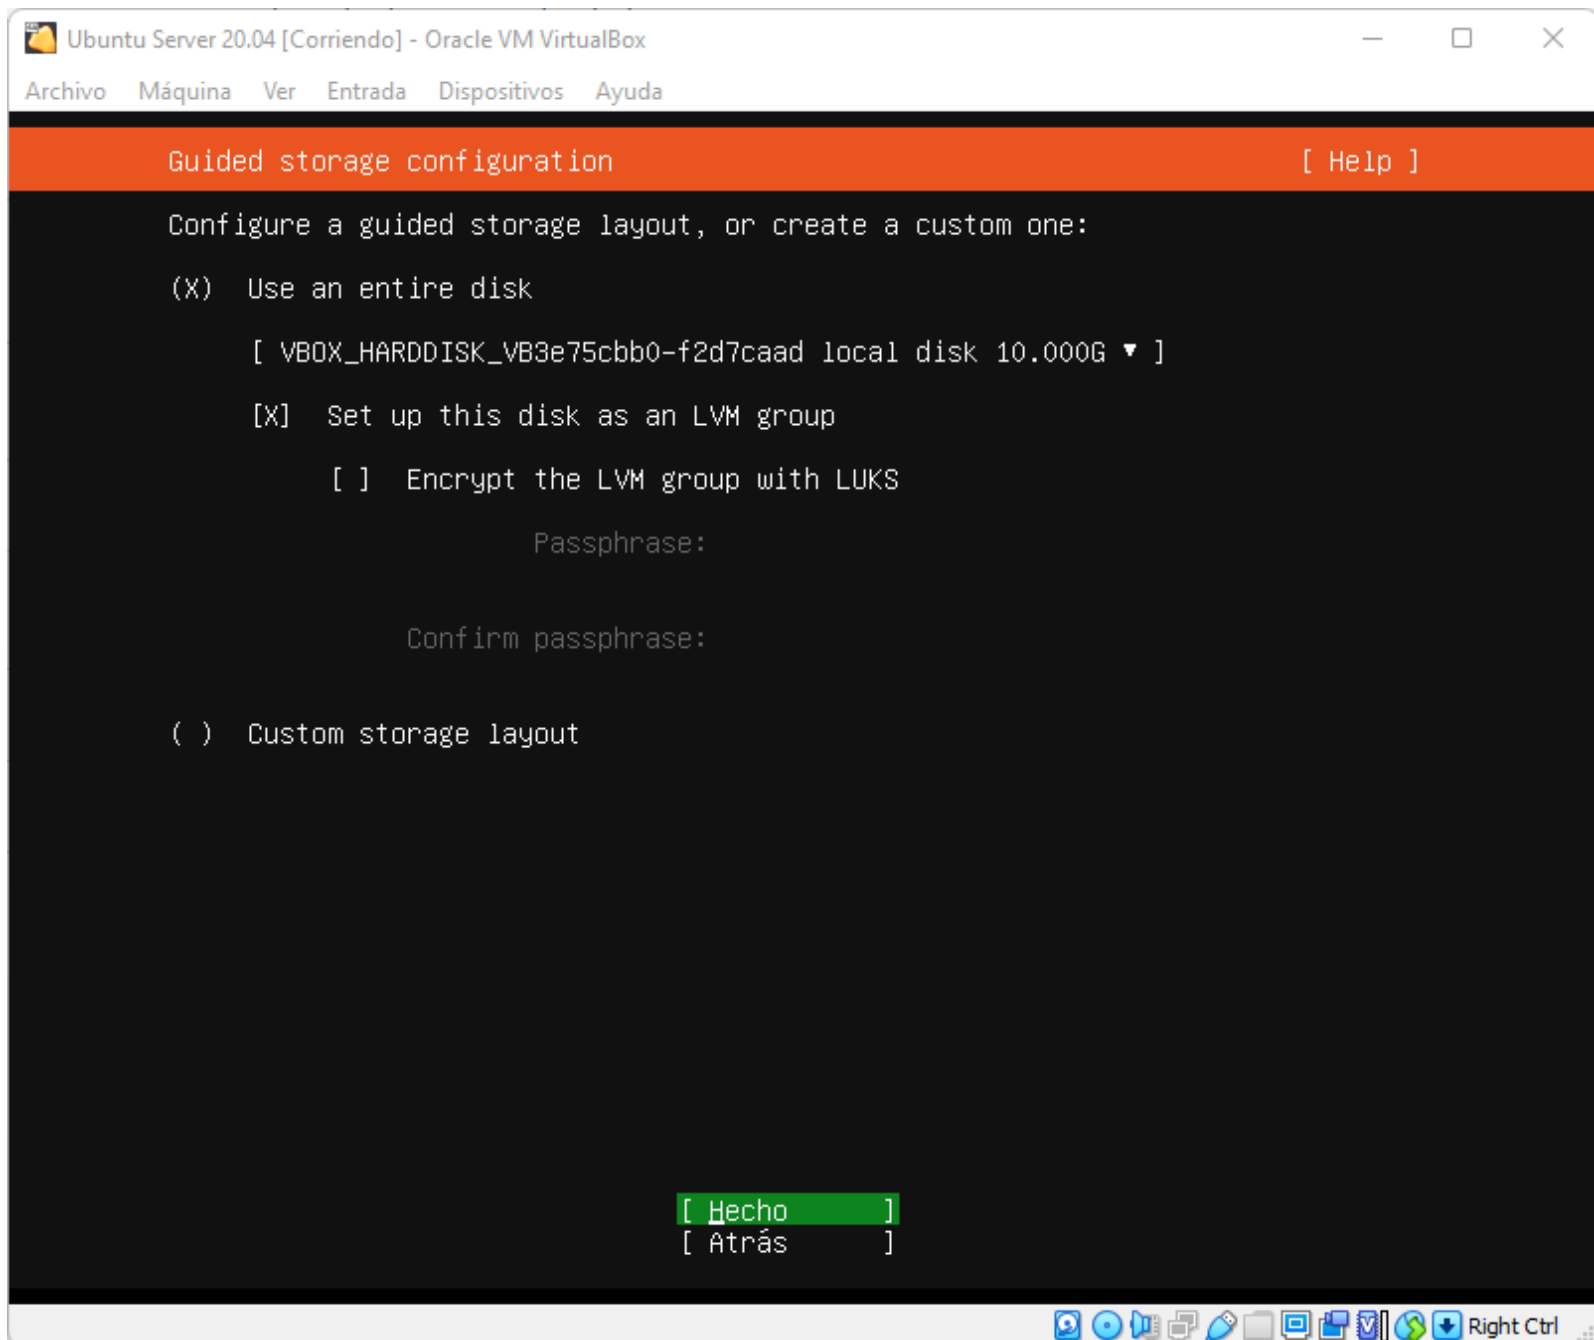 Ubuntu Server 20.04 [Corriendo] - Oracle VM VirtualBox
Archivo Máquina Ver Entrada Dispositivos Ayuda
Guided storage configuration [ Help ]
Configure a guided storage layout, or create a custom one:
(X) Use an entire disk
[ VBOX_HARDDISK_VB3e75cbb0-f2d7caad local disk 10.000G ▾ ]
[X] Set up this disk as an LVM group
[ ] Encrypt the LVM group with LUKS
Passphrase:
Confirm passphrase:
( ) Custom storage layout
[ Hecho ]
[ Atrás ]
Right Ctrl